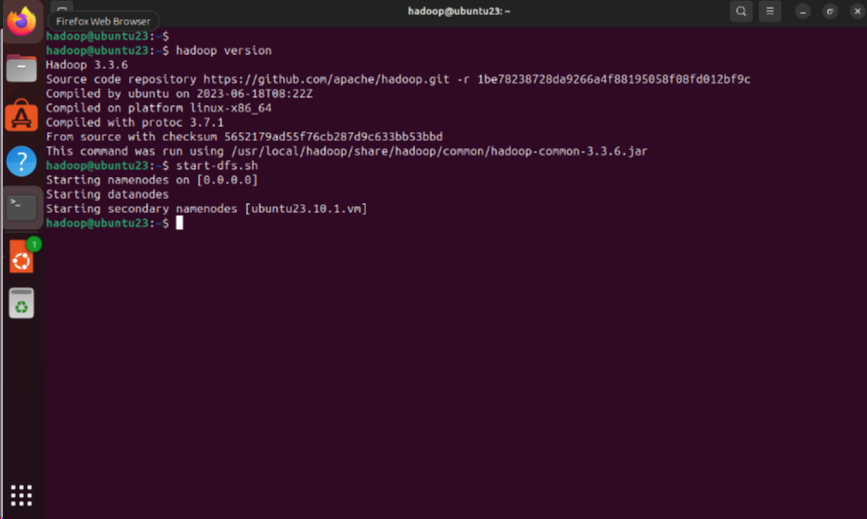 hadoop@ubuntu23: ~
Firefox Web Browser
hadoop@ubuntu23:~$
hadoop@ubuntu23:~$ hadoop version
Hadoop 3.3.6
Source code repository https://github.com/apache/hadoop.git -r 1be78238728da9266a4f88195058f08fd012bf9c
Compiled by ubuntu on 2023-06-18T08:22Z
Compiled on platform linux-x86_64
Compiled with protoc 3.7.1
From source with checksum 5652179ad55f76cb287d9c633bb53bbd
This command was run using /usr/local/hadoop/share/hadoop/common/hadoop-common-3.3.6.jar
hadoop@ubuntu23:~$ start-dfs.sh
Starting namenodes on [0.0.0.0]
Starting datanodes
Starting secondary namenodes [ubuntu23.10.1.vm]
hadoop@ubuntu23:~$
1